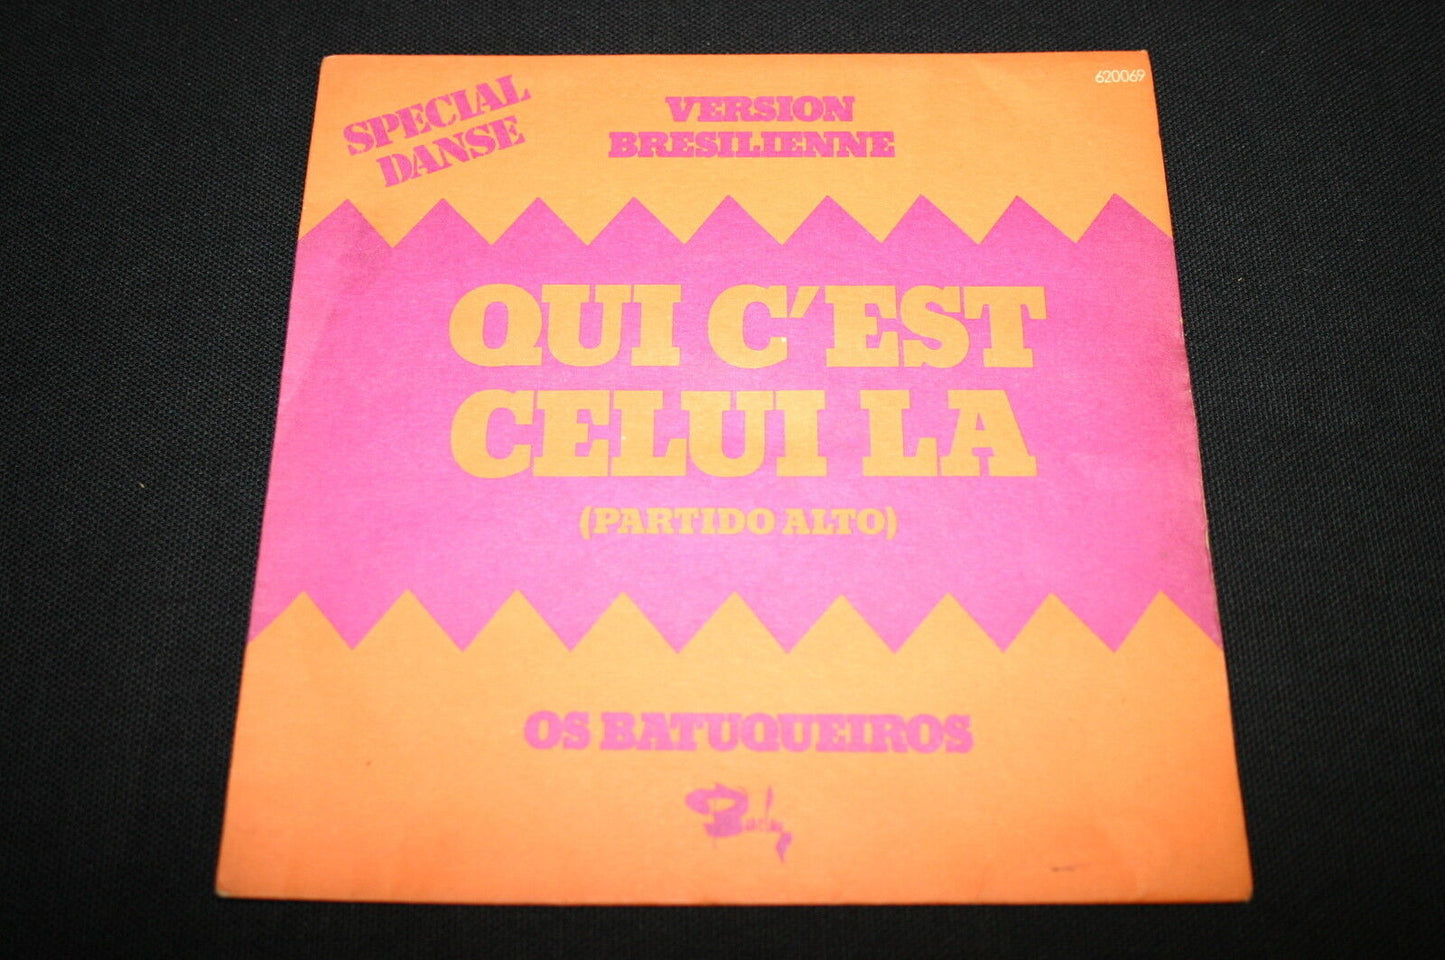 SPECIAL
DANSE
VERSION
BRESILIENNE
620069
QUI C'EST
CELUI LA
(PARTIDO ALTO)
OS BATUQUEIROS
Barclay